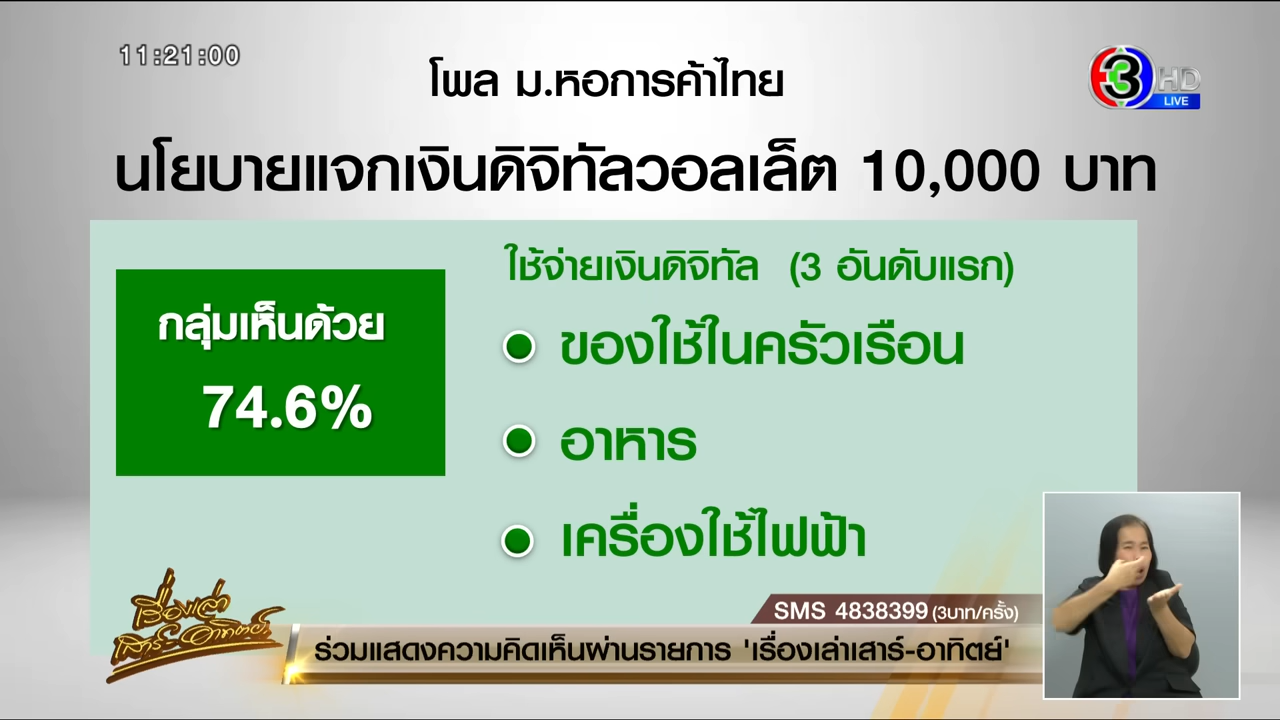 11:21:00
โพล ม.หอการค้าไทย
3 HD
LIVE
นโยบายแจกเงินดิจิทัลวอลเล็ต 10,000 บาท
กลุ่มเห็นด้วย
74.6%
ใช้จ่ายเงินดิจิทัล (3 อันดับแรก)
ของใช้ในครัวเรือน
อาหาร
เครื่องใช้ไฟฟ้า
เรื่องเล่า
เสาร์-อาทิตย์
SMS 4838399 (3บาท/ครั้ง)
ร่วมแสดงความคิดเห็นผ่านรายการ 'เรื่องเล่าเสาร์-อาทิตย์'